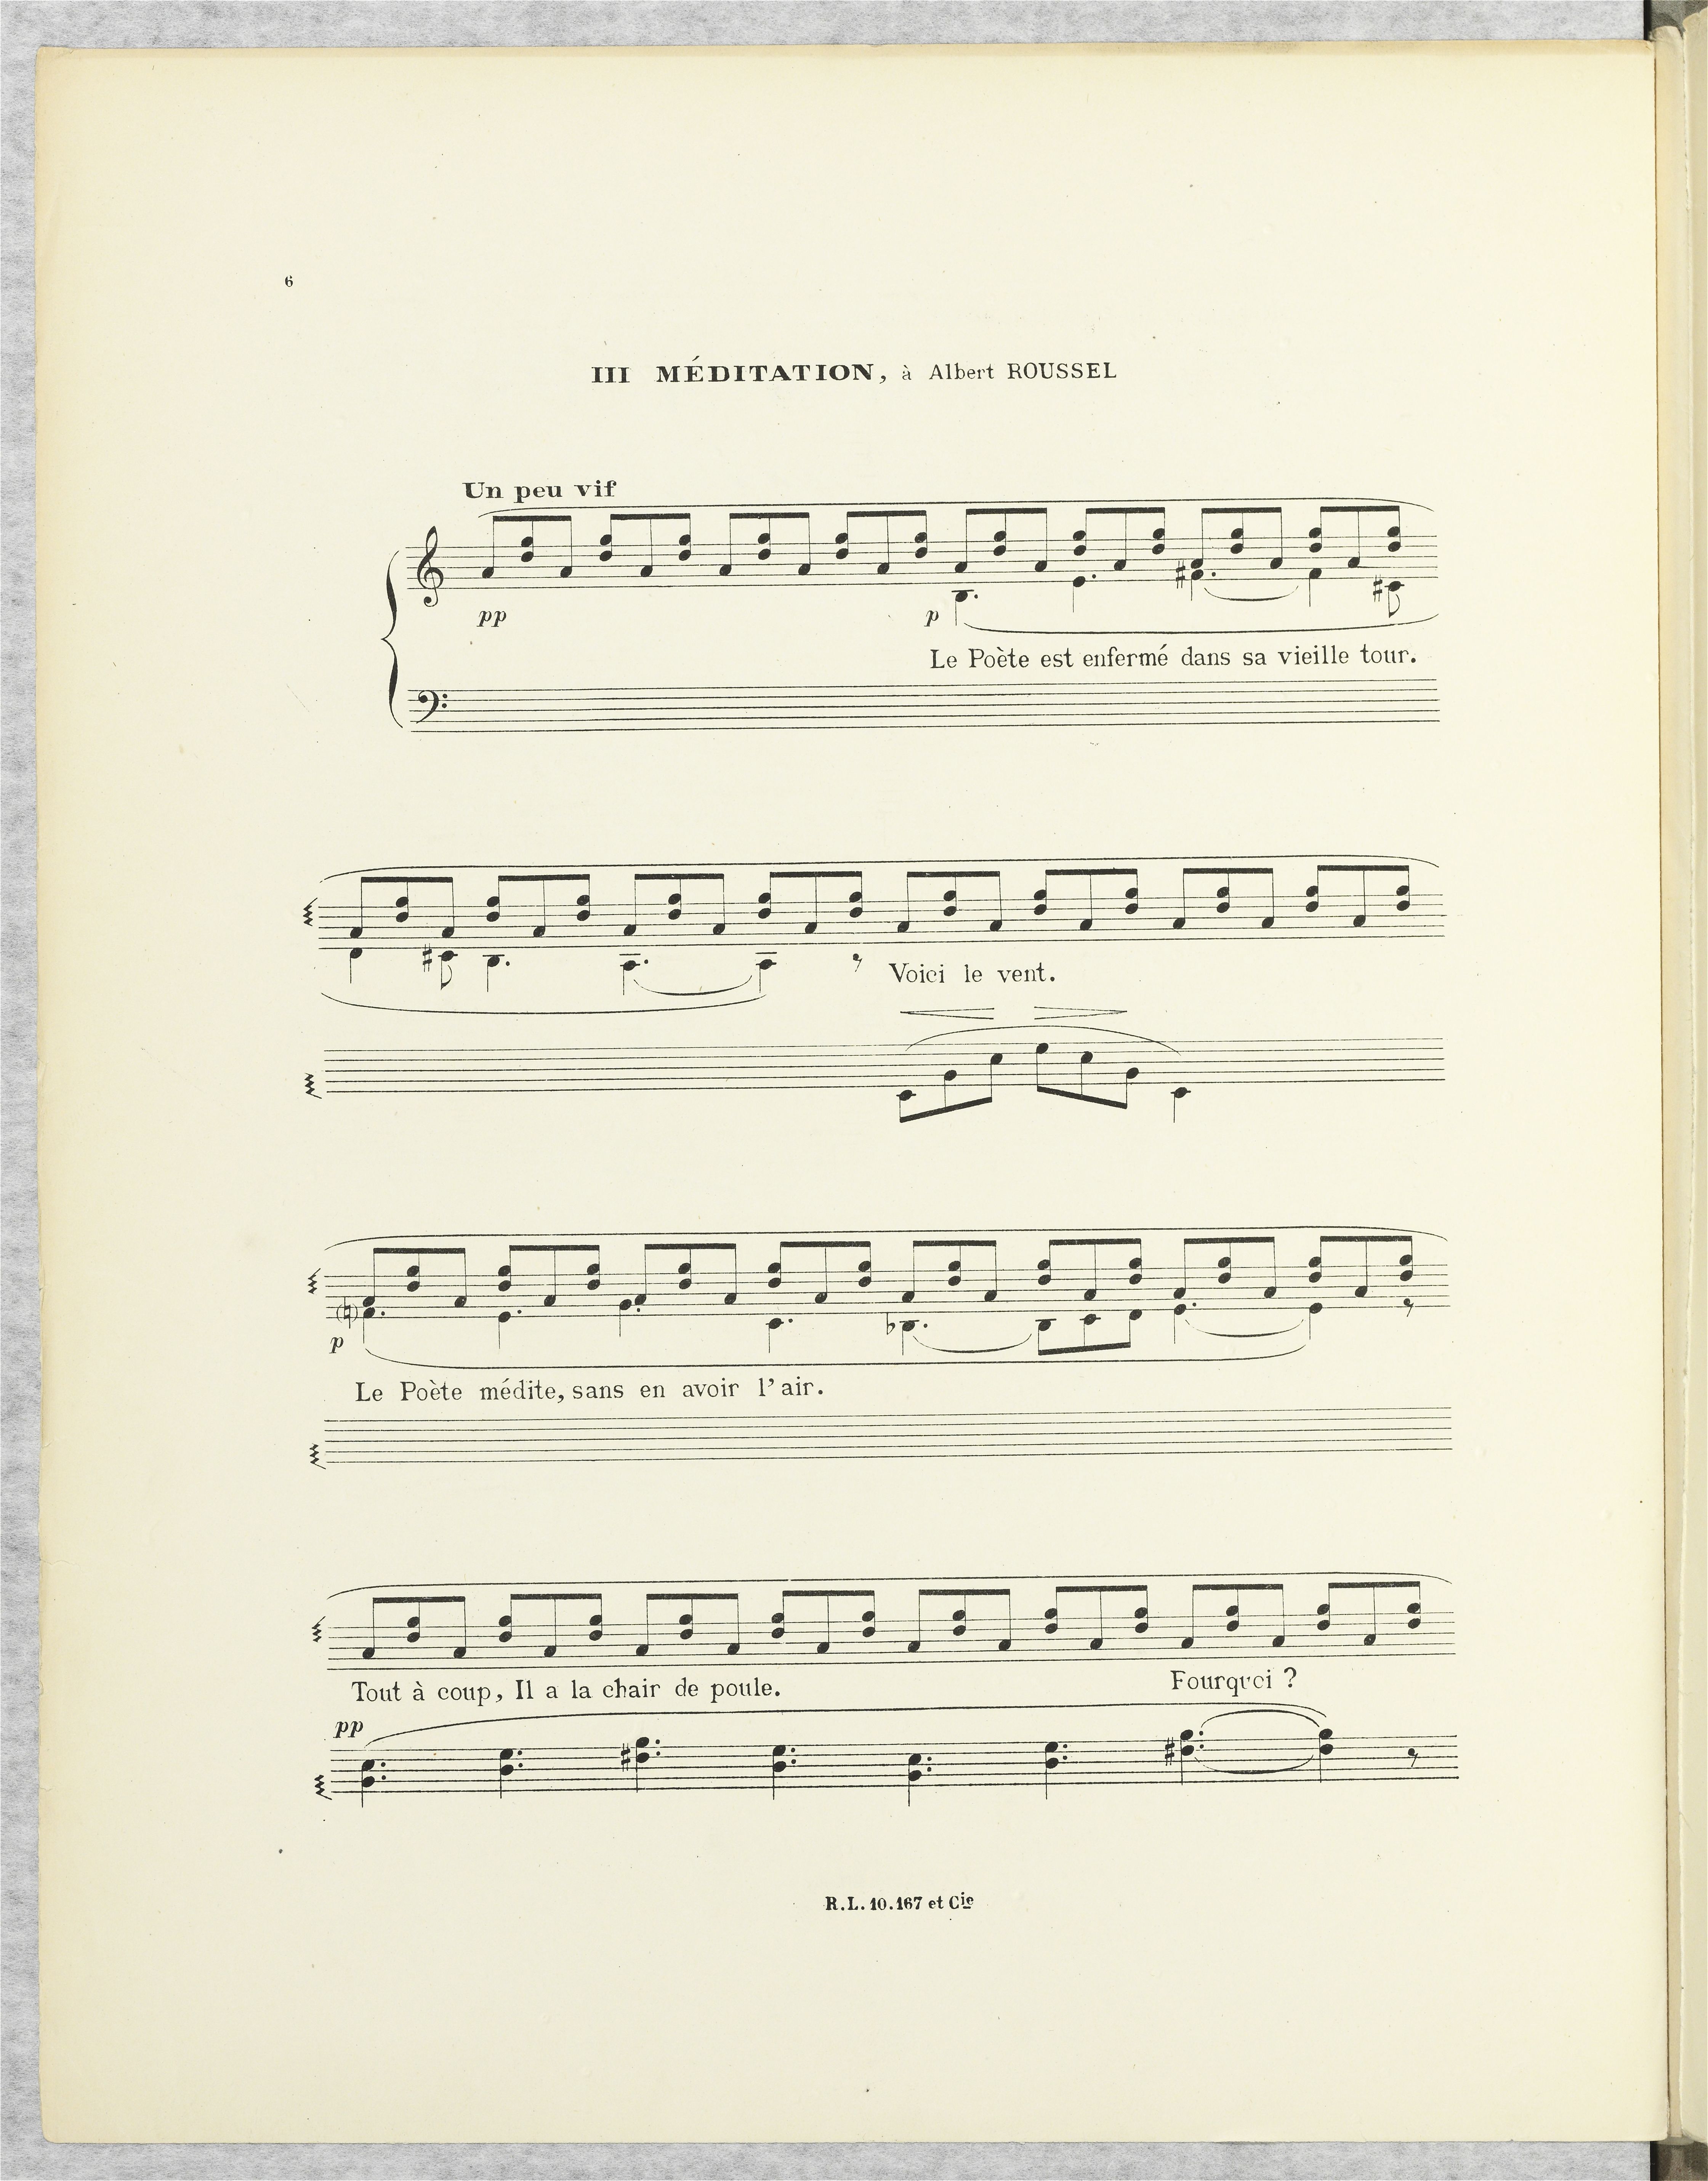 6
III MÉDITATION, à Albert ROUSSEL
Un peu vif
pp
p
Le Poète est enfermé dans sa vieille tour.
Voici le vent.
p
Le Poète médite, sans en avoir l'air.
Tout à coup, Il a la chair de poule.
Fourquoi ?
pp
R.L. 10.167 et Cie